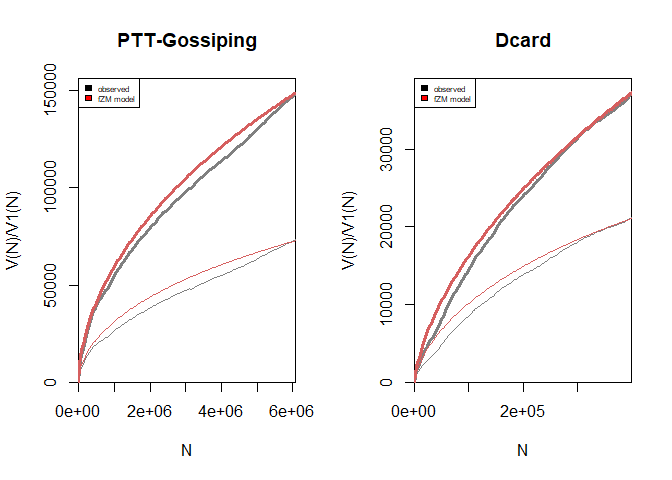 PTT-Gossiping
observed
fZM model
V(N)/V1(N)
0
50000
100000
150000
0e+00
2e+06
4e+06
6e+06
N
Dcard
observed
fZM model
V(N)/V1(N)
0
10000
20000
30000
0e+00
2e+05
N